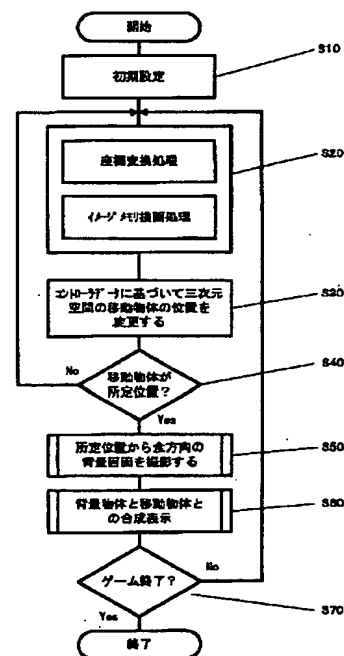 開始
S10
初期設定
座標変換処理
S20
イメージメモリ描画処理
コントローラデータに基づいて三次元
空間の移動物体の位置を
変更する
S30
移動物体が
所定位置?
S40
No
Yes
所定位置から全方向の
背景画面を撮影する
S50
背景物体と移動物体と
の合成表示
S60
ゲーム終了?
No
S70
Yes
終了